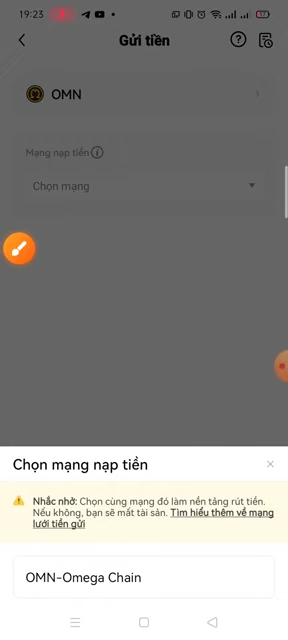 19:23
Gửi tiền
OMN
Mạng nạp tiền
Chọn mạng
Chọn mạng nạp tiền
Nhắc nhở: Chọn cùng mạng đó làm nền tảng rút tiền.
Nếu không, bạn sẽ mất tài sản. Tìm hiểu thêm về mạng
lưới tiền gửi
OMN-Omega Chain